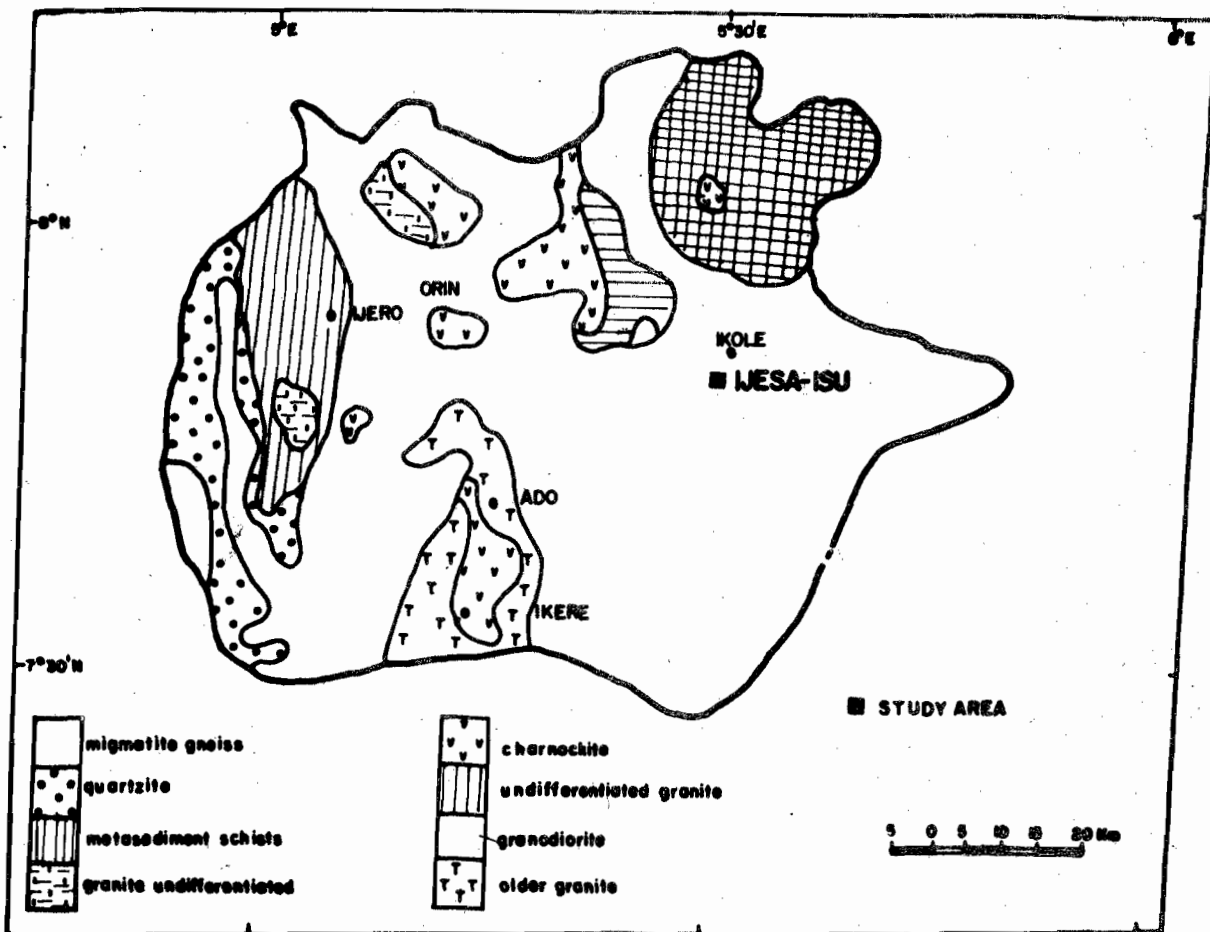 5°E
5°30'E
6°E
8°N
ORIN
IJERO
IKOLE
IJESA-ISU
ADO
IKERE
7°30'N
STUDY AREA
migmatite gneiss
quartzite
metasediment schists
granite undifferentiated
charnockite
undifferentiated granite
granodiorite
older granite
5 0 5 10 15 20 Km